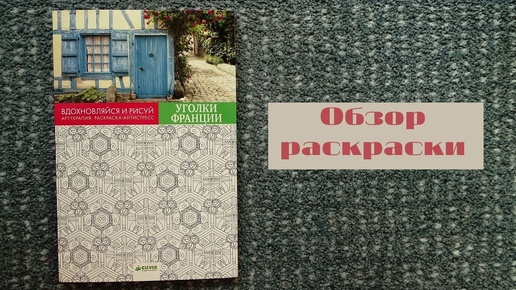 ВДОХНОВЛЯЙСЯ И РИСУЙ
АРТ-ТЕРАПИЯ. РАСКРАСКА-АНТИСТРЕСС
УГОЛКИ
ФРАНЦИИ
CLEVER
Обзор
раскраски